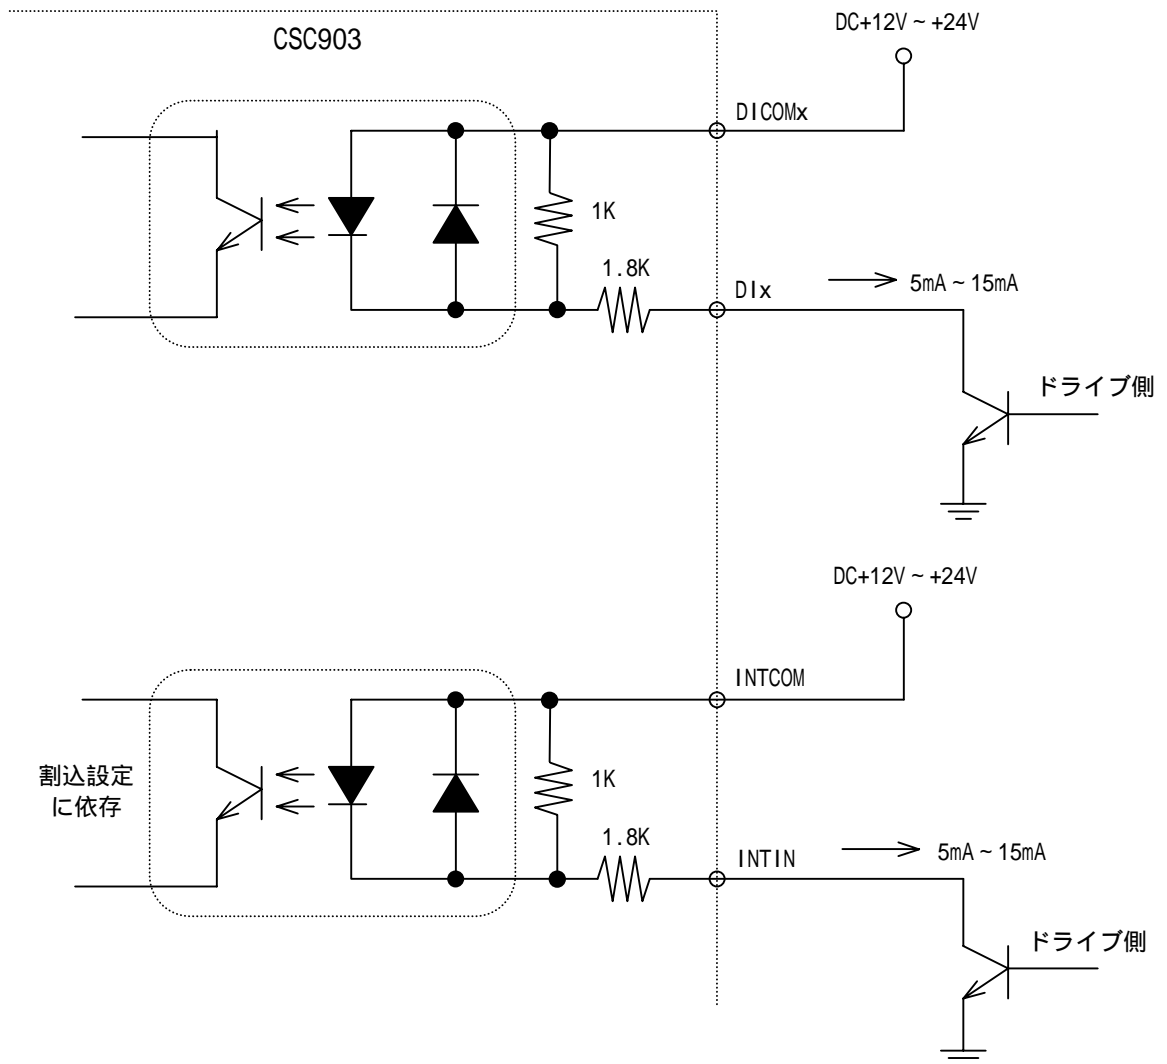 CSC903
DC+12V ~ +24V
DICOMx
1K
1.8K
DIx
5mA ~ 15mA
ドライブ側
DC+12V ~ +24V
INTCOM
割込設定
に依存
1K
1.8K
INTIN
5mA ~ 15mA
ドライブ側